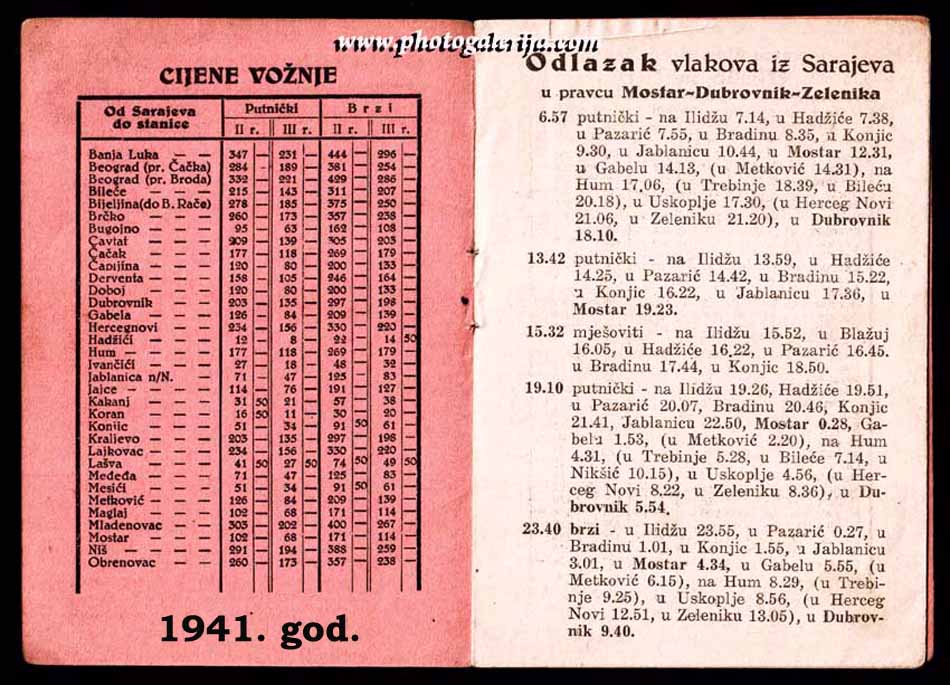 www.photogalerija.com
CIJENE VOŽNJE
Od Sarajeva do stanice Putnički Brzi
II r. III r. II r. III r.
Banja Luka — — 347 — 231 — 444 — 296 —
Beograd (pr. Čačka) 284 — 189 — 381 — 254 —
Beograd (pr. Broda) 332 — 221 — 429 — 286 —
Bileće — — — 215 — 143 — 311 — 207 —
Bijeljina(do B. Rače) 278 — 185 — 375 — 250 —
Brčko — — — 260 — 173 — 357 — 238 —
Bugojno — — — 95 — 63 — 162 — 108 —
Cavtat — — — 209 — 139 — 305 — 203 —
Čačak — — — 177 — 118 — 269 — 179 —
Čapljina — — — 120 — 80 — 200 — 133 —
Derventa — — — 158 — 105 — 246 — 164 —
Doboj — — — 120 — 80 — 200 — 133 —
Dubrovnik — — — 203 — 135 — 297 — 198 —
Gabela — — — 126 — 84 — 209 — 139 —
Hercegnovi — — 234 — 156 — 330 — 220 —
Hadžići — — — 12 — 8 — 22 — 14 50
Hum — — — — 177 — 118 — 269 — 179 —
Ivančići — — — 27 — 18 — 48 — 32 —
Jablanica n/N. — 71 — 47 — 125 — 83 —
Jajce — — — — 114 — 76 — 191 — 127 —
Kakanj — — — 31 50 21 — 57 — 38 —
Koran — — — 16 50 11 — 30 — 20 —
Konjic — — — 51 — 34 — 91 50 61 —
Kraljevo — — — 203 — 135 — 297 — 198 —
Lajkovac — — — 234 — 156 — 330 — 220 —
Lašva — — — 41 50 27 50 74 50 49 50
Međeđa — — — 71 — 47 — 125 — 83 —
Mesići — — — 51 — 34 — 91 50 61 —
Metković — — — 126 — 84 — 209 — 139 —
Maglaj — — — 102 — 68 — 171 — 114 —
Mladenovac — — 303 — 202 — 400 — 267 —
Mostar — — — 102 — 68 — 171 — 114 —
Niš — — — — 291 — 194 — 388 — 259 —
Obrenovac — — 260 — 173 — 357 — 238 —
1941. god.
Odlazak vlakova iz Sarajeva
u pravcu Mostar-Dubrovnik-Zelenika
6.57 putnički - na Ilidžu 7.14, u Hadžiće 7.38,
u Pazarić 7.55, u Bradinu 8.35, u Konjic
9.30, u Jablanicu 10.44, u Mostar 12.31,
u Gabelu 14.13, (u Metković 14.31), na
Hum 17,06, (u Trebinje 18.39, u Bileću
20.18), u Uskoplje 17.30, (u Herceg Novi
21.06, u Zeleniku 21.20), u Dubrovnik
18.10.
13.42 putnički - na Ilidžu 13.59, u Hadžiće
14.25, u Pazarić 14.42, u Bradinu 15.22,
u Konjic 16.22, u Jablanicu 17.36, u
Mostar 19.23.
15.32 mješoviti - na Ilidžu 15.52, u Blažuj
16.05, u Hadžiće 16,22, u Pazarić 16.45.
u Bradinu 17.44, u Konjic 18.50.
19.10 putnički - na Ilidžu 19.26, Hadžiće 19.51,
u Pazarić 20.07, Bradinu 20.46, Konjic
21.41, Jablanicu 22.50, Mostar 0.28, Ga-
belu 1.53, (u Metković 2.20), na Hum
4.31, (u Trebinje 5.28, u Bileće 7.14, u
Nikšić 10.15), u Uskoplje 4.56, (u Her-
ceg Novi 8.22, u Zeleniku 8.36), u Du-
brovnik 5.54.
23.40 brzi - u Ilidžu 23.55, u Pazarić 0.27, u
Bradinu 1.01, u Konjic 1.55, u Jablanicu
3.01, u Mostar 4.34, u Gabelu 5.55, (u
Metković 6.15), na Hum 8.29, (u Trebi-
nje 9.25), u Uskoplje 8.56, (u Herceg
Novi 12.51, u Zeleniku 13.05), u Dubrov-
nik 9.40.